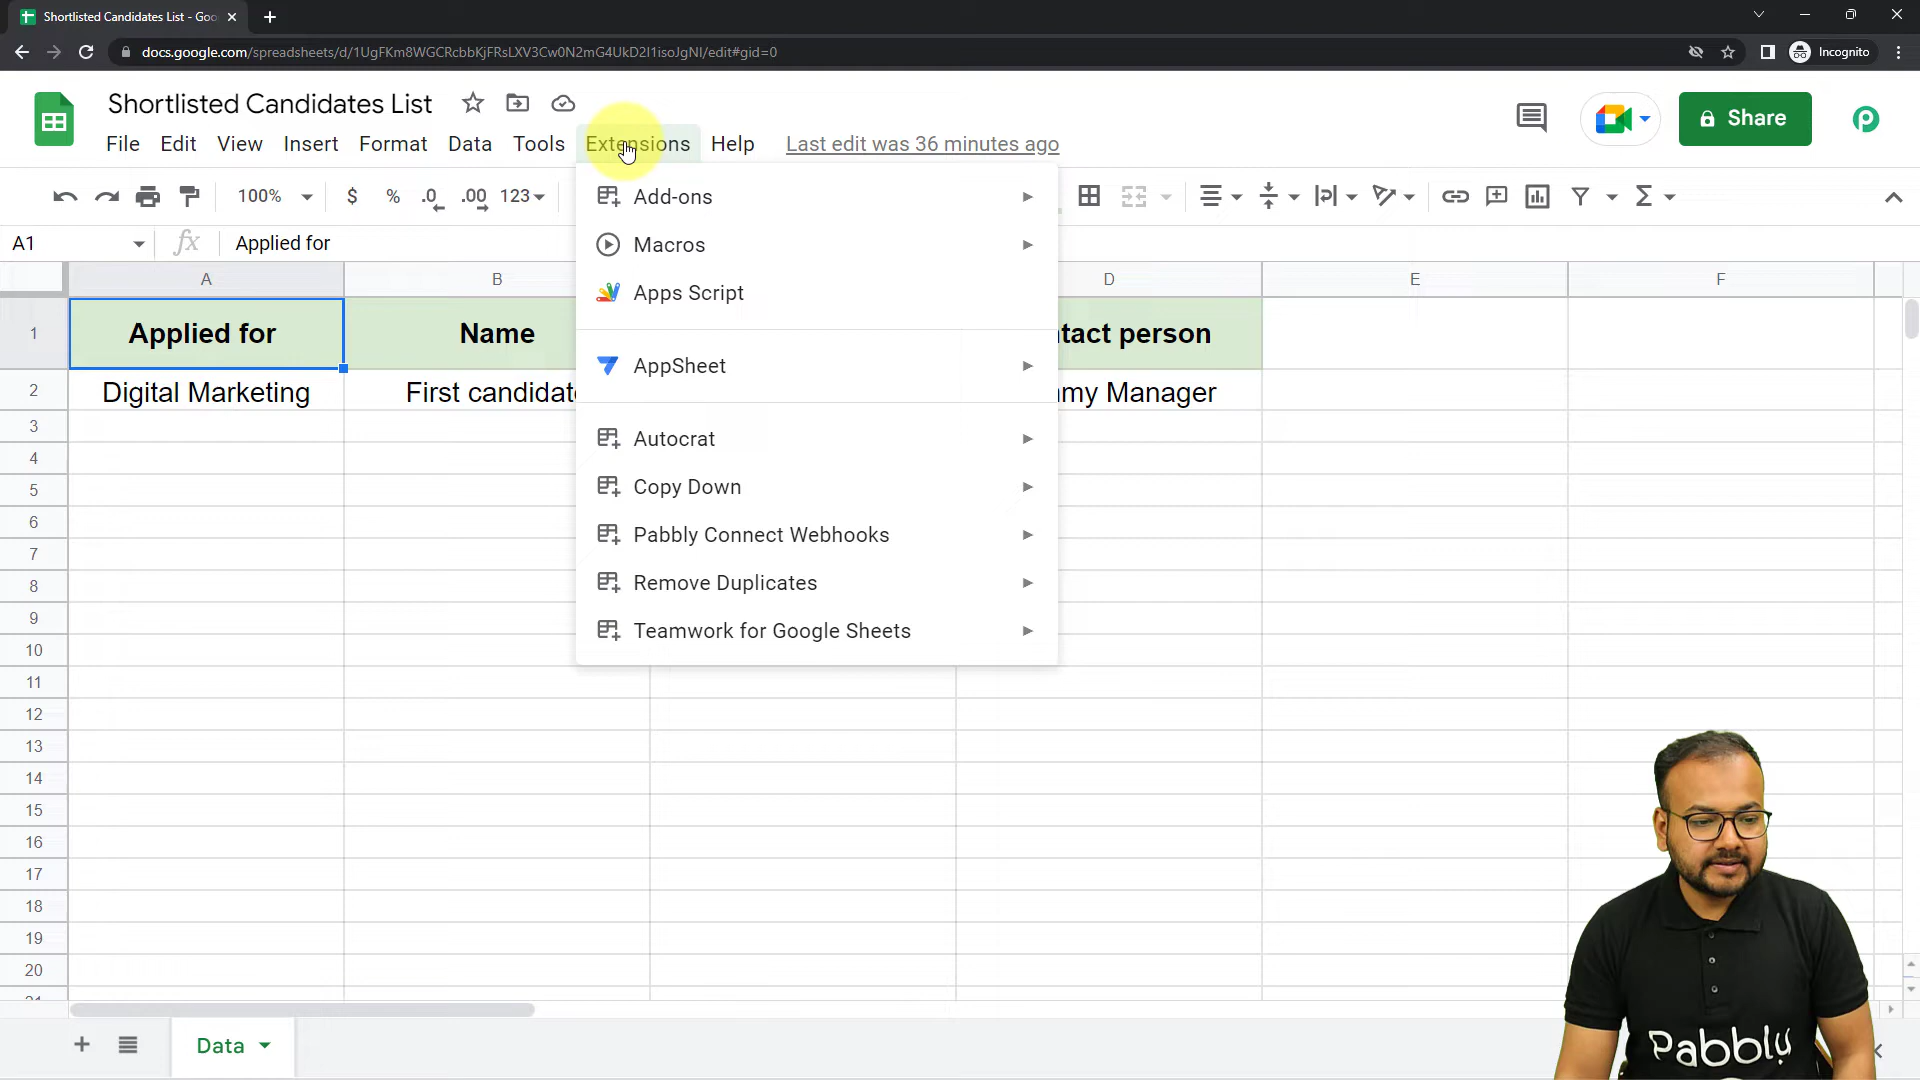 Shortlisted Candidates List - Goo
docs.google.com/spreadsheets/d/1UgFKm8WGCRcbbKjFRsLXV3Cw0N2mG4UkD2I1isoJgNI/edit#gid=0
Incognito
Shortlisted Candidates List
File Edit View Insert Format Data Tools Extensions Help Last edit was 36 minutes ago
Share
100% $ % .0 .00 123
A1 fx Applied for
A B D E F
1 Applied for Name tact person
2 Digital Marketing First candidate my Manager
Add-ons
Macros
Apps Script
AppSheet
Autocrat
Copy Down
Pabbly Connect Webhooks
Remove Duplicates
Teamwork for Google Sheets
3
4
5
6
7
8
9
10
11
12
13
14
15
16
17
18
19
20
21
Data
Pabbly